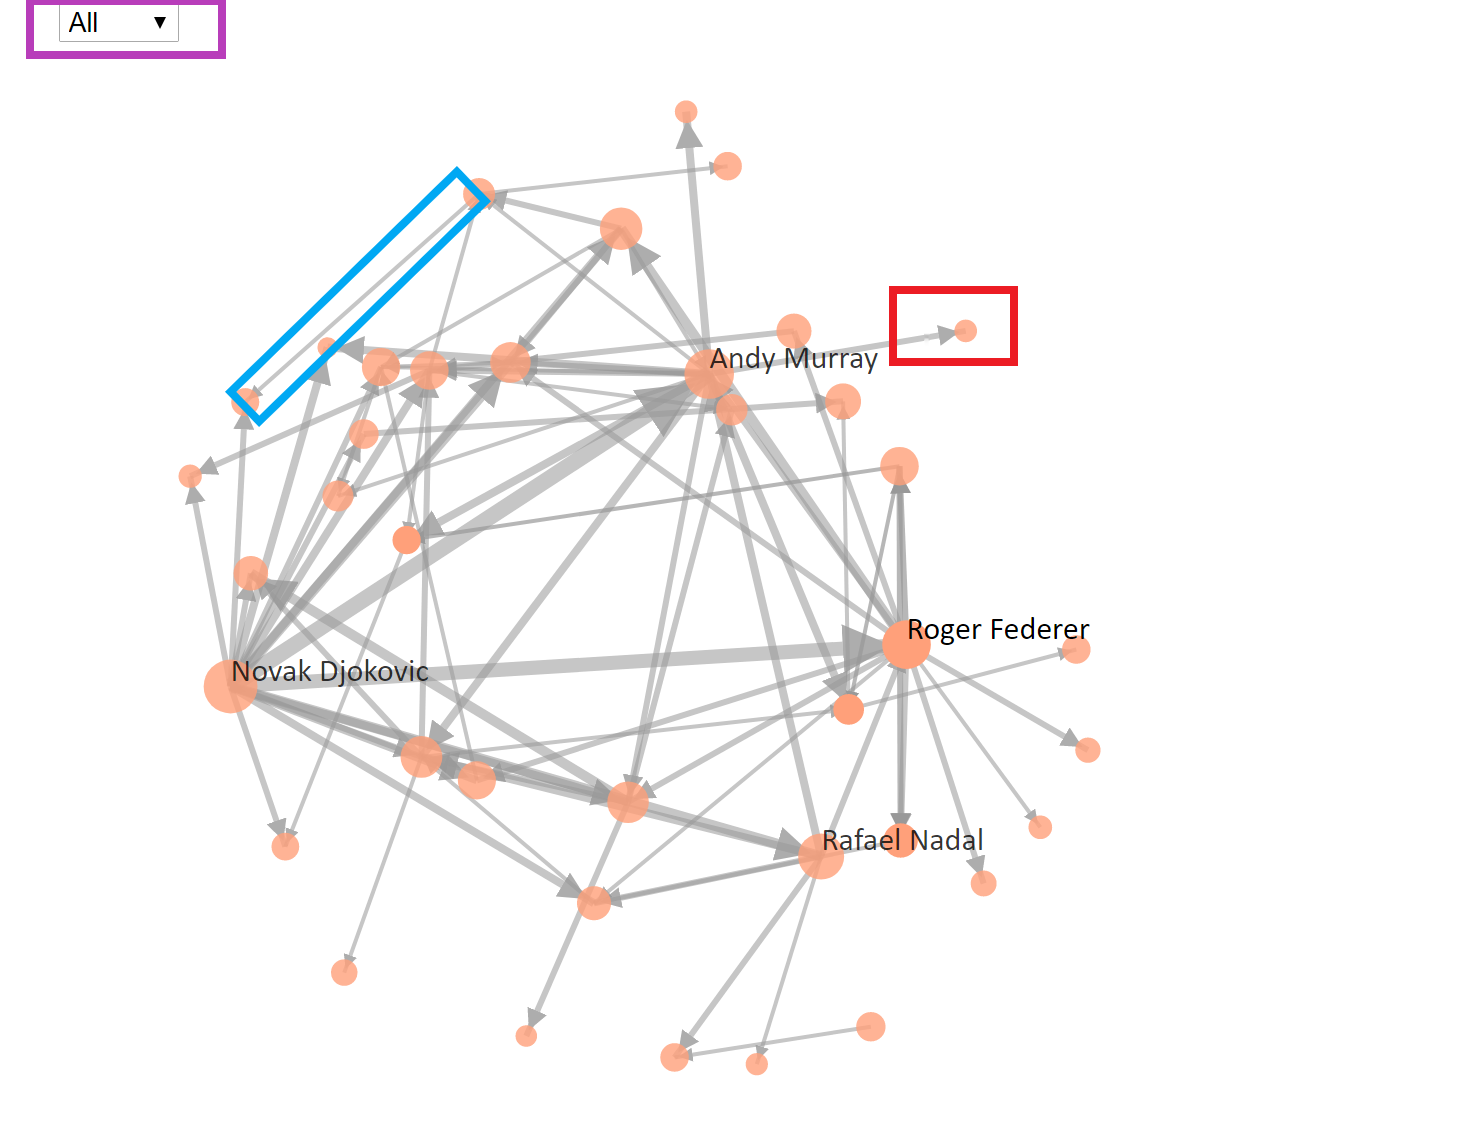 All
Andy Murray
Roger Federer
Novak Djokovic
Rafael Nadal